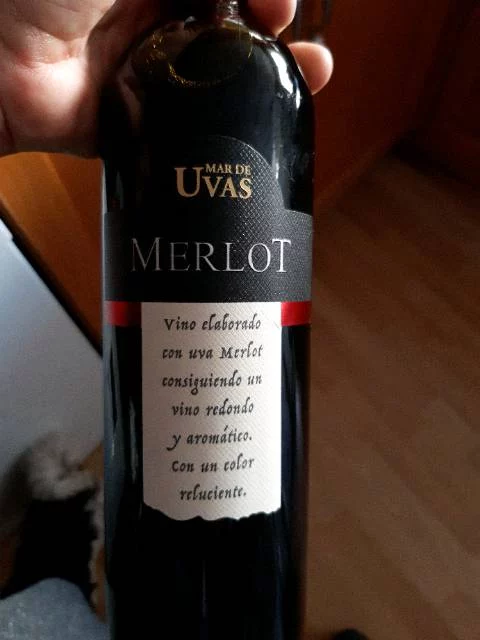 MAR DE
UVAS
MERLOT
Vino elaborado
con uva Merlot
consiguiendo un
vino redondo
y aromático.
Con un color
reluciente.